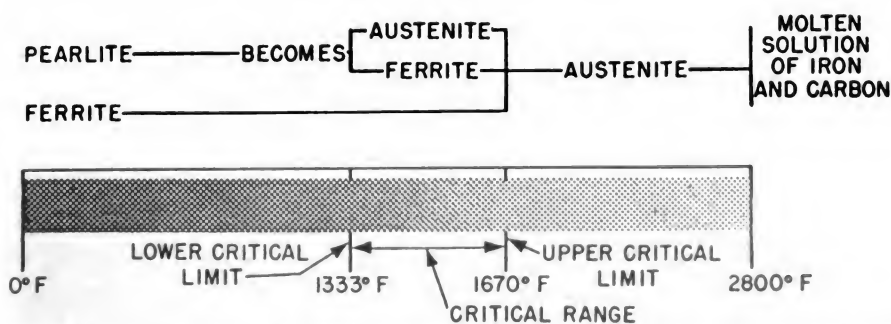 PEARLITE BECOMES AUSTENITE
FERRITE AUSTENITE
FERRITE
MOLTEN
SOLUTION
OF IRON
AND CARBON
LOWER CRITICAL
LIMIT
UPPER CRITICAL
LIMIT
0° F 1333° F 1670° F 2800° F
CRITICAL RANGE